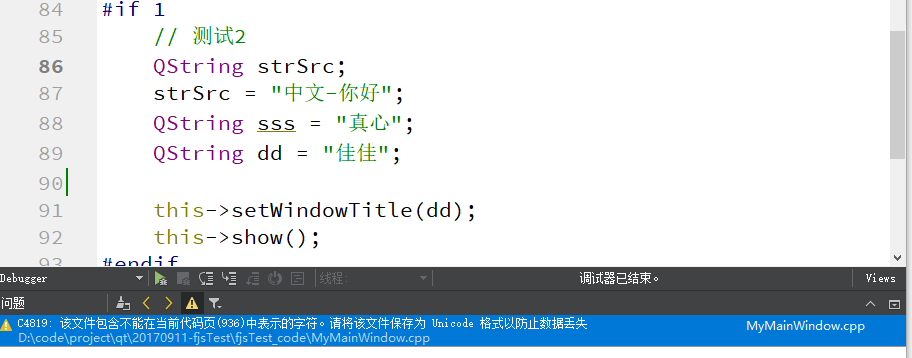 84 #if 1
85 // 测试2
86 QString strSrc;
87 strSrc = "中文-你好";
88 QString sss = "真心";
89 QString dd = "佳佳";
90
91 this->setWindowTitle(dd);
92 this->show();
93 #endif
Debugger 线程: 调试器已结束。 Views
问题
C4819: 该文件包含不能在当前代码页(936)中表示的字符。请将该文件保存为 Unicode 格式以防止数据丢失 MyMainWindow.cpp
D:\code\project\qt\20170911-fjsTest\fjsTest_code\MyMainWindow.cpp